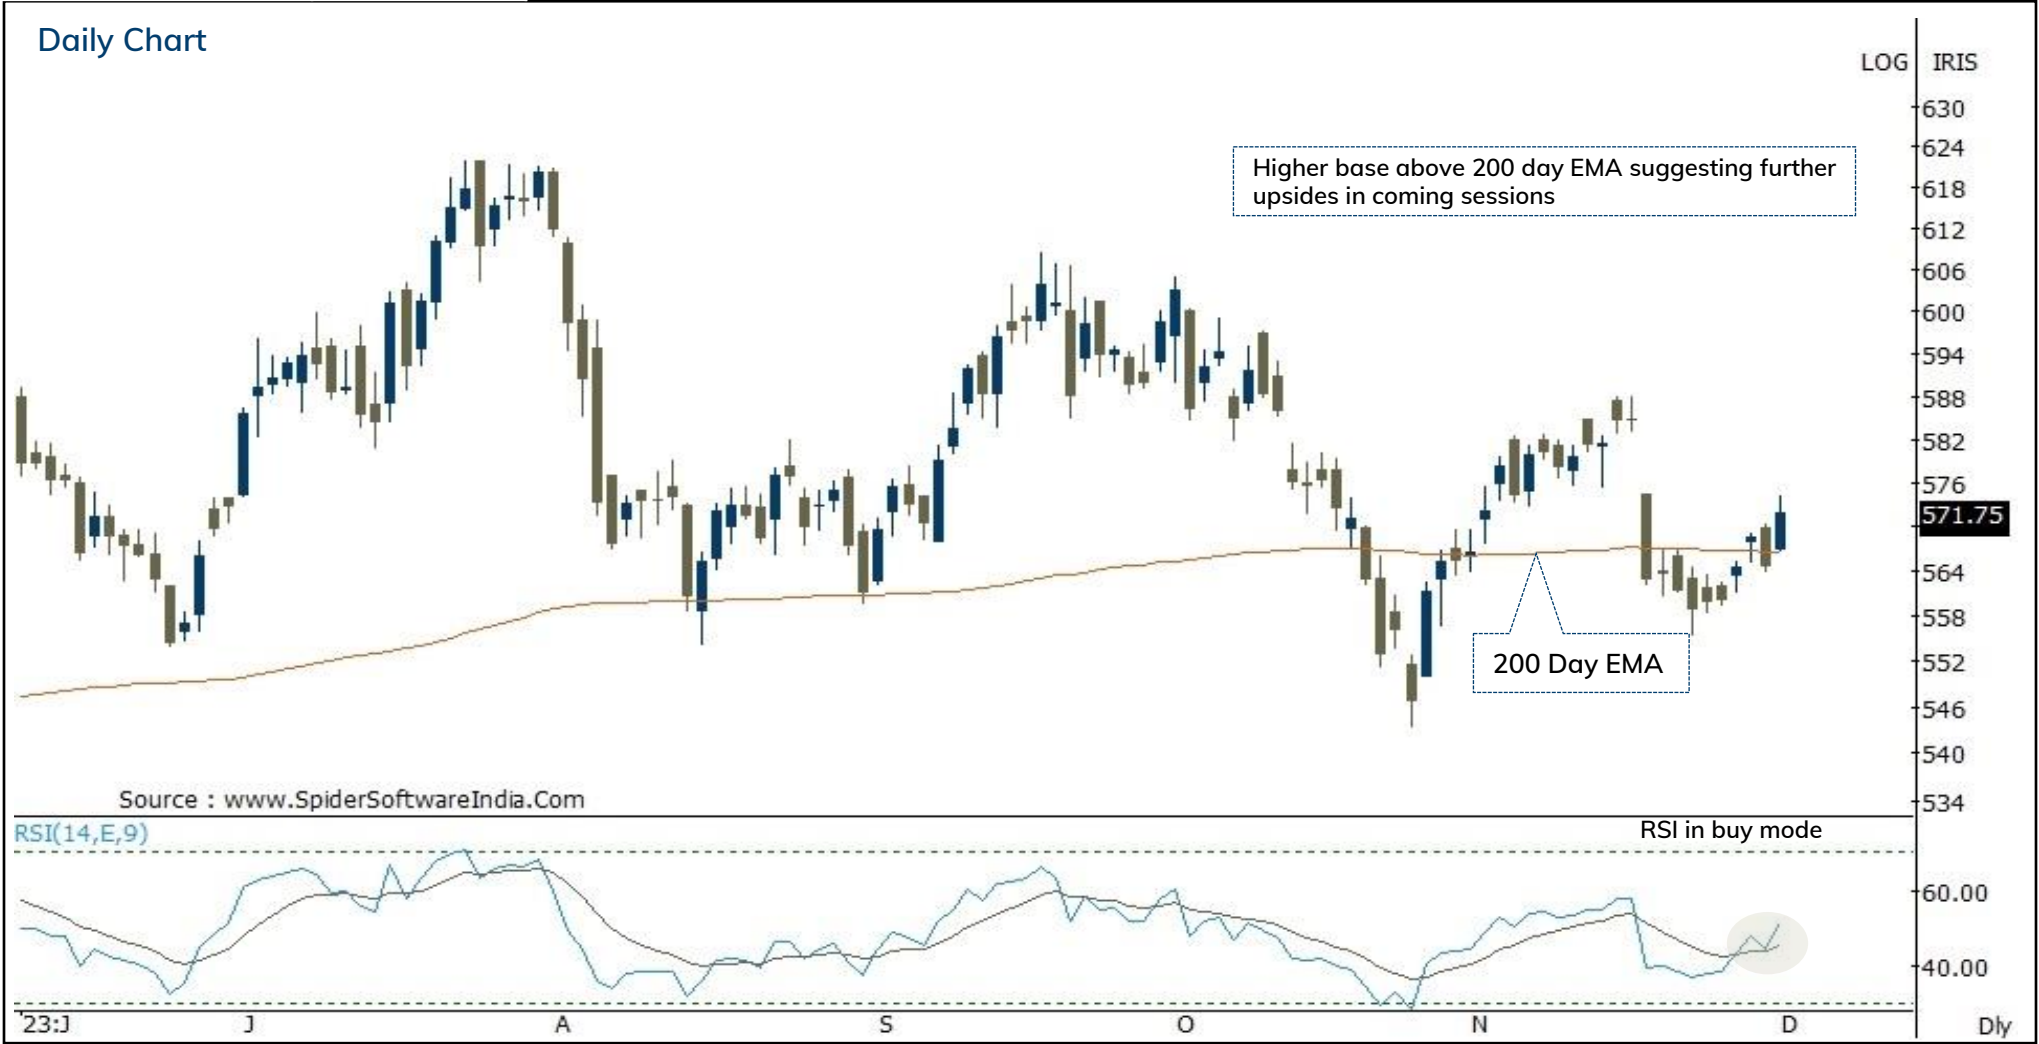 Daily Chart
LOG IRIS
630
624
Higher base above 200 day EMA suggesting further
upsides in coming sessions
618
612
606
600
594
588
582
576
571.75
564
558
200 Day EMA
552
546
540
Source : www.SpiderSoftwareIndia.Com
534
RSI(14,E,9)
RSI in buy mode
60.00
40.00
'23:J J A S O N D Dly